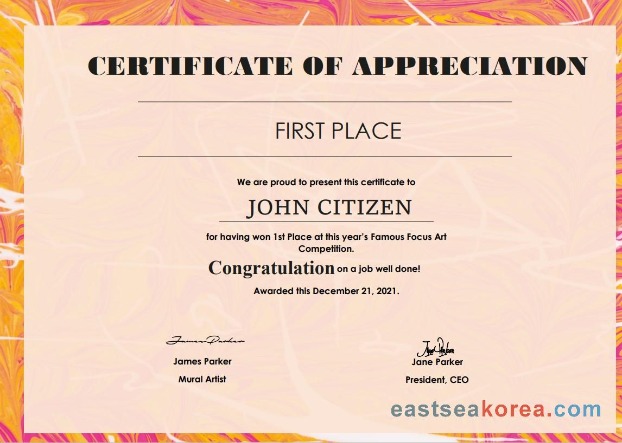 CERTIFICATE OF APPRECIATION
FIRST PLACE
We are proud to present this certificate to
JOHN CITIZEN
for having won 1st Place at this year's Famous Focus Art
Competition.
Congratulation on a job well done!
Awarded this December 21, 2021.
James Parker
James Parker
Mural Artist
Jane Parker
President, CEO
eastseakorea.com